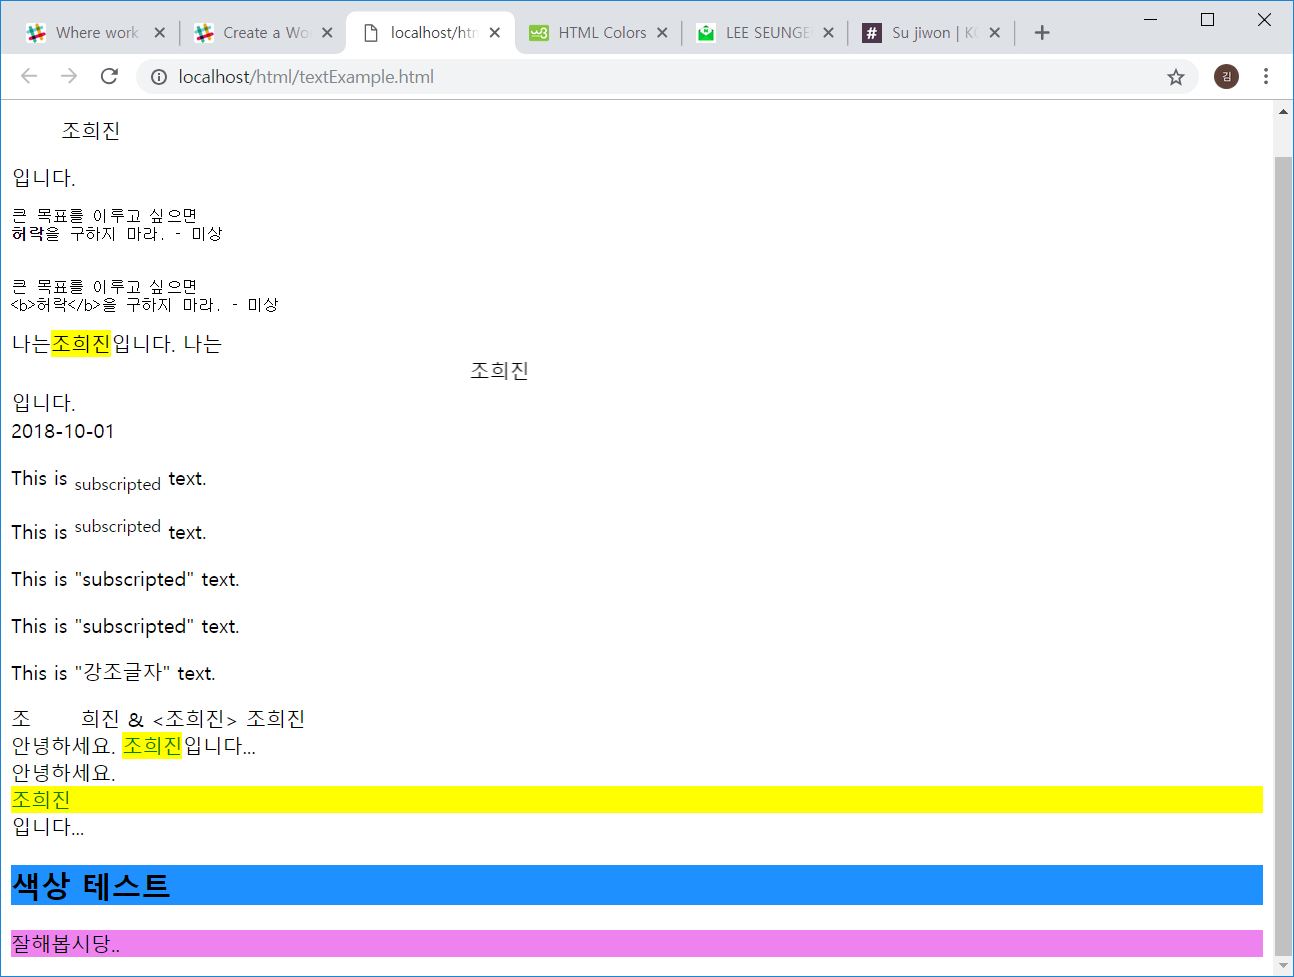 Where work
Create a Wo
localhost/htm
HTML Colors
LEE SEUNGE
Su jiwon | K
localhost/html/textExample.html
김
조희진
입니다.
큰 목표를 이루고 싶으면
허락을 구하지 마라. - 미상
큰 목표를 이루고 싶으면
<b>허락</b>을 구하지 마라. - 미상
나는조희진입니다. 나는
조희진
입니다.
2018-10-01
This is subscripted text.
This is subscripted text.
This is "subscripted" text.
This is "subscripted" text.
This is "강조글자" text.
조 희진 & <조희진> 조희진
안녕하세요. 조희진입니다...
안녕하세요.
조희진
입니다...
색상 테스트
잘해봅시당..